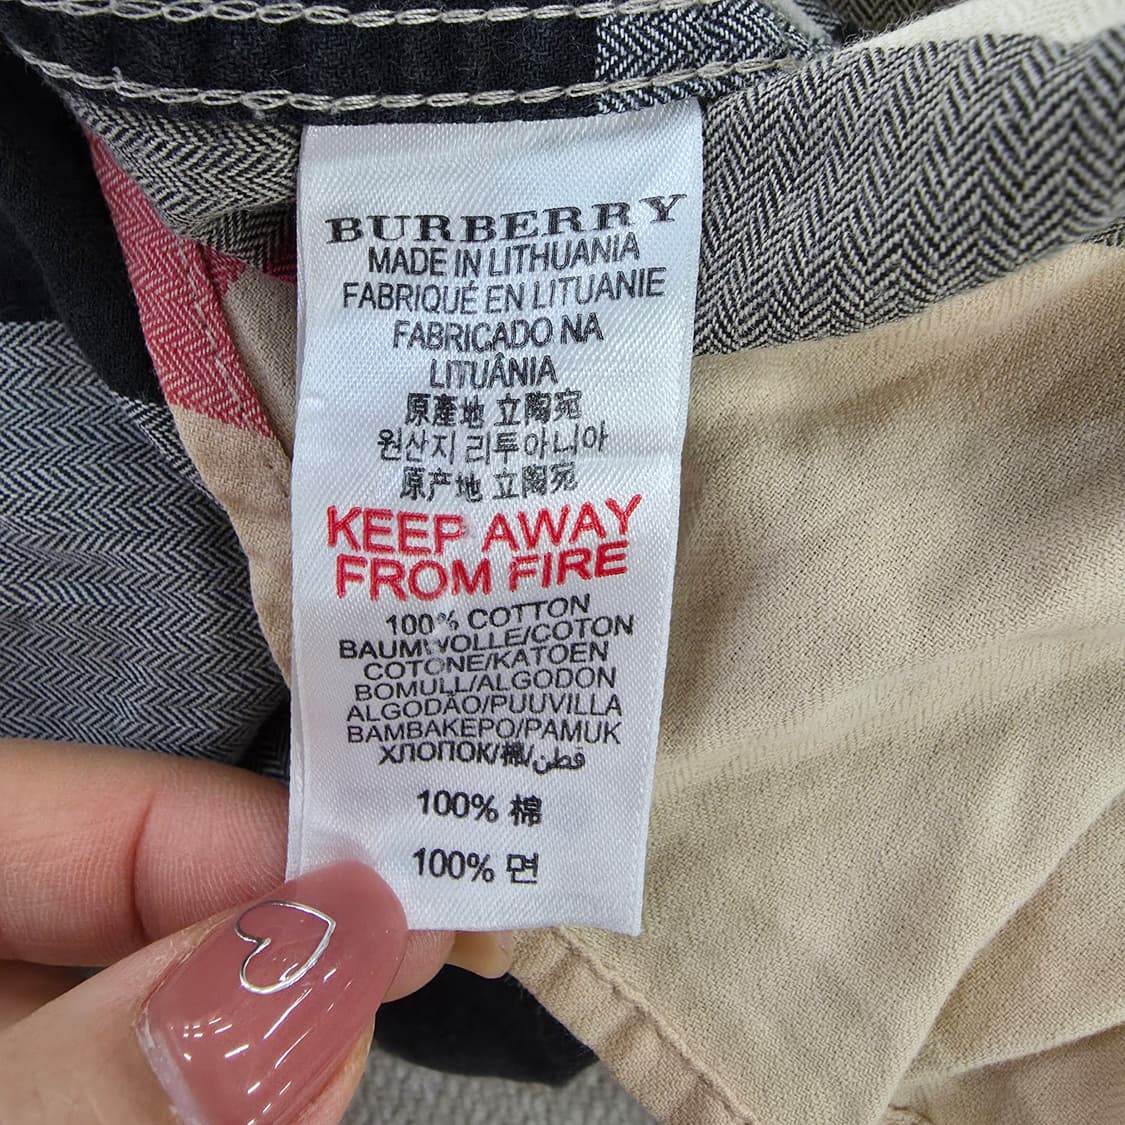 BURBERRY
MADE IN LITHUANIA
FABRIQUÉ EN LITUANIE
FABRICADO NA
LITUÂNIA
原產地 立陶宛
원산지 리투아니아
原产地 立陶宛
KEEP AWAY
FROM FIRE
100% COTTON
BAUMWOLLE/COTON
COTONE/KATOEN
BOMULL/ALGODON
ALGODÃO/PUUVILLA
BAMBAKEPO/PAMUK
ХЛОПОК/棉/قطن
100% 棉
100% 면